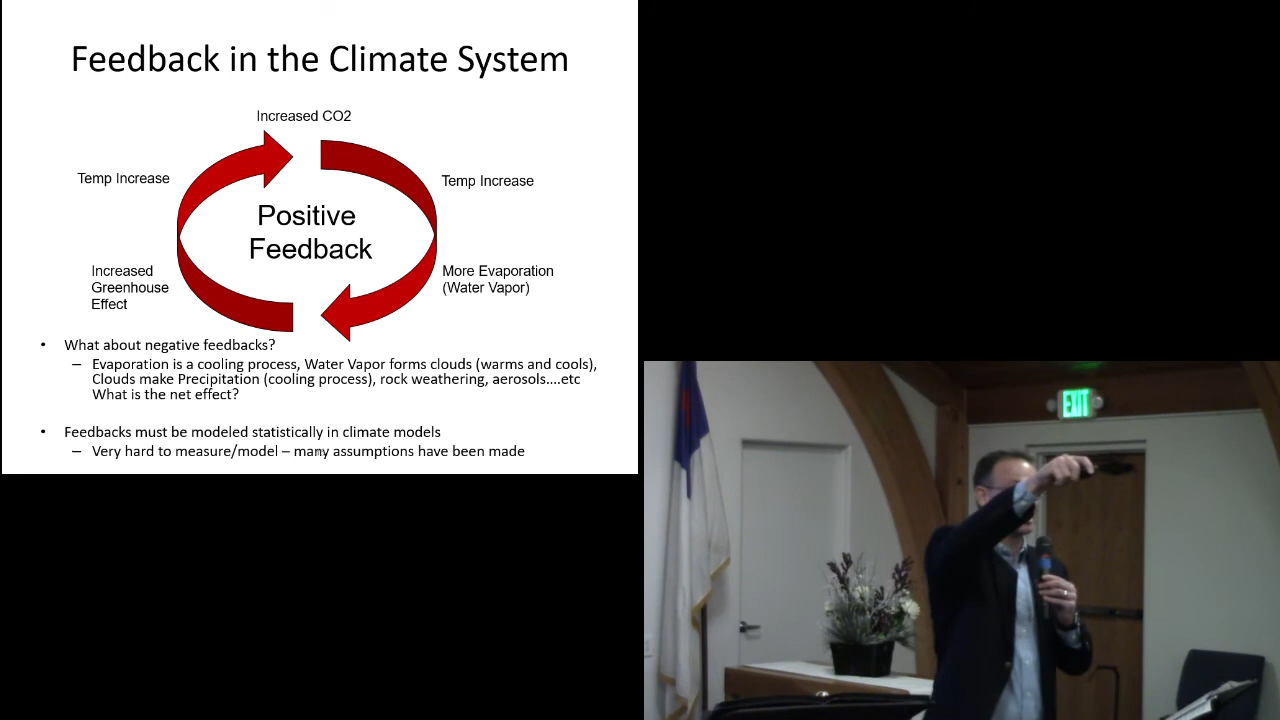 Feedback in the Climate System
Increased CO2
Temp Increase
Temp Increase
Positive
Feedback
Increased
Greenhouse
Effect
More Evaporation
(Water Vapor)
• What about negative feedbacks?
– Evaporation is a cooling process, Water Vapor forms clouds (warms and cools),
Clouds make Precipitation (cooling process), rock weathering, aerosols....etc
What is the net effect?
• Feedbacks must be modeled statistically in climate models
– Very hard to measure/model – many assumptions have been made
EXIT